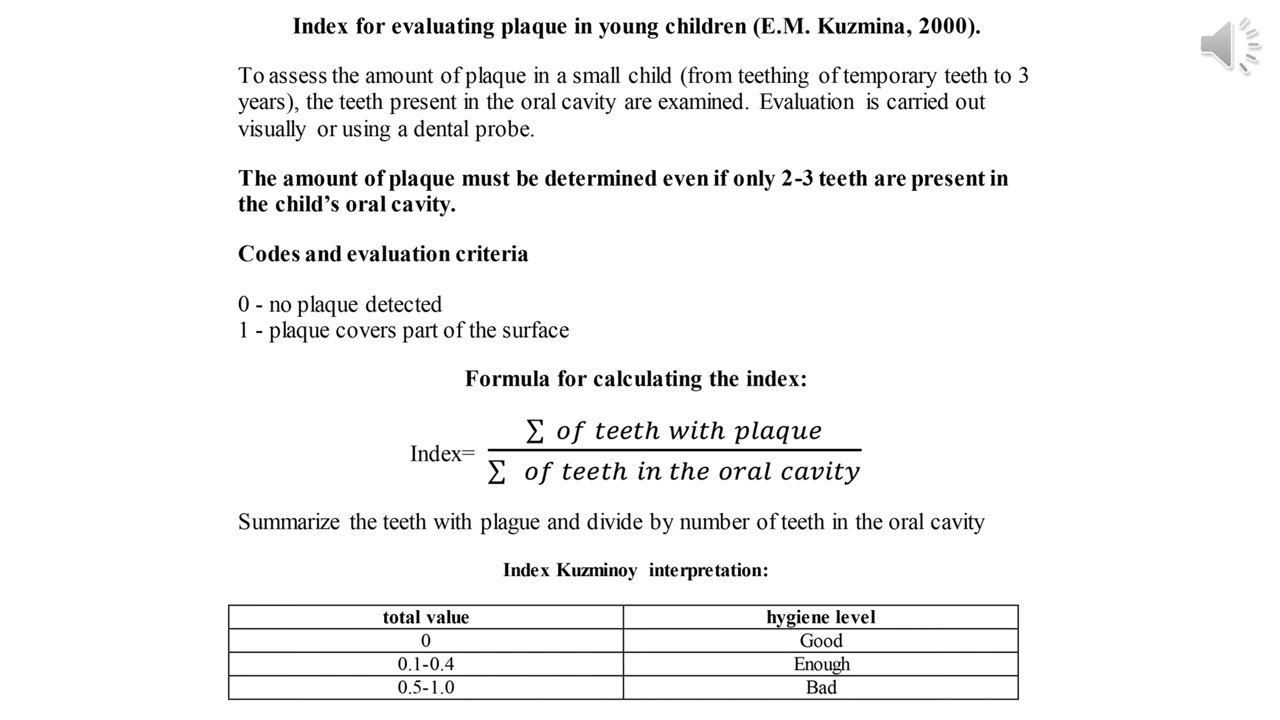 Index for evaluating plaque in young children (E.M. Kuzmina, 2000).
To assess the amount of plaque in a small child (from teething of temporary teeth to 3
years), the teeth present in the oral cavity are examined. Evaluation is carried out
visually or using a dental probe.
The amount of plaque must be determined even if only 2-3 teeth are present in
the child’s oral cavity.
Codes and evaluation criteria
0 - no plaque detected
1 - plaque covers part of the surface
Formula for calculating the index:
∑ of teeth with plaque
Index=
∑ of teeth in the oral cavity
Summarize the teeth with plague and divide by number of teeth in the oral cavity
Index Kuzminoy interpretation:
total value hygiene level
0 Good
0.1-0.4 Enough
0.5-1.0 Bad